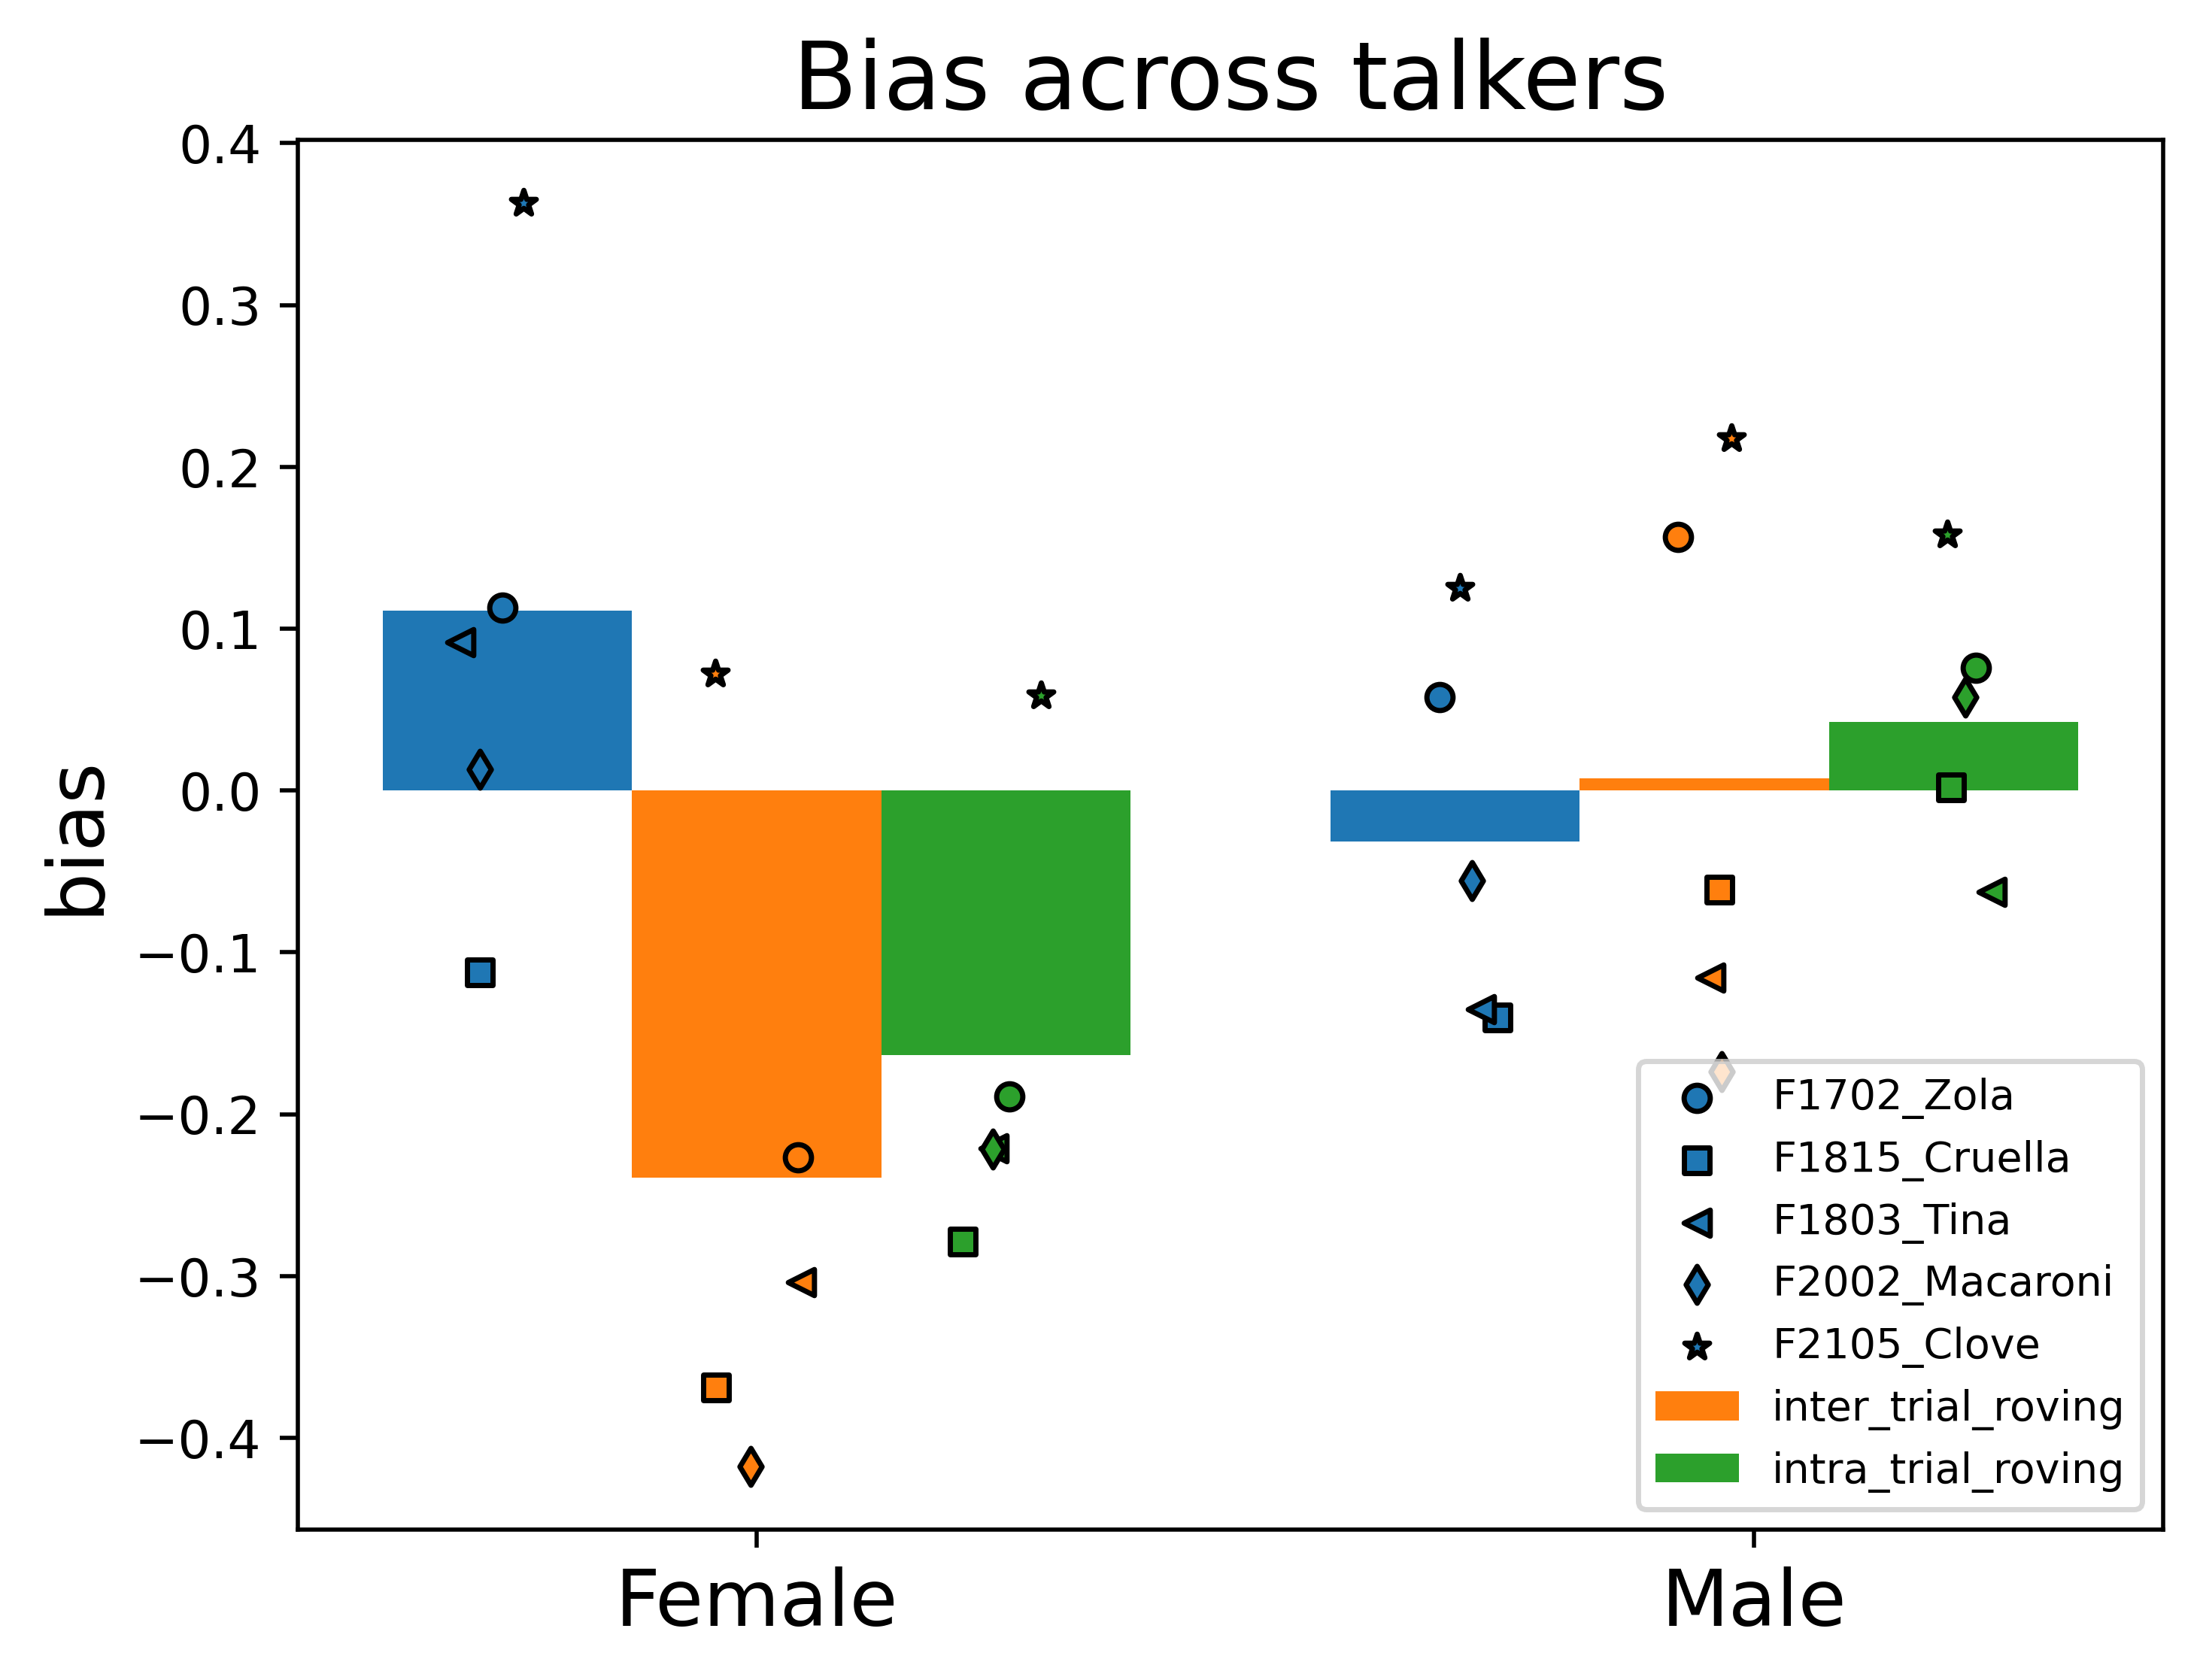 Bias across talkers
bias
0.4
0.3
0.2
0.1
0.0
−0.1
−0.2
−0.3
−0.4
F1702_Zola
F1815_Cruella
F1803_Tina
F2002_Macaroni
F2105_Clove
inter_trial_roving
intra_trial_roving
Female
Male